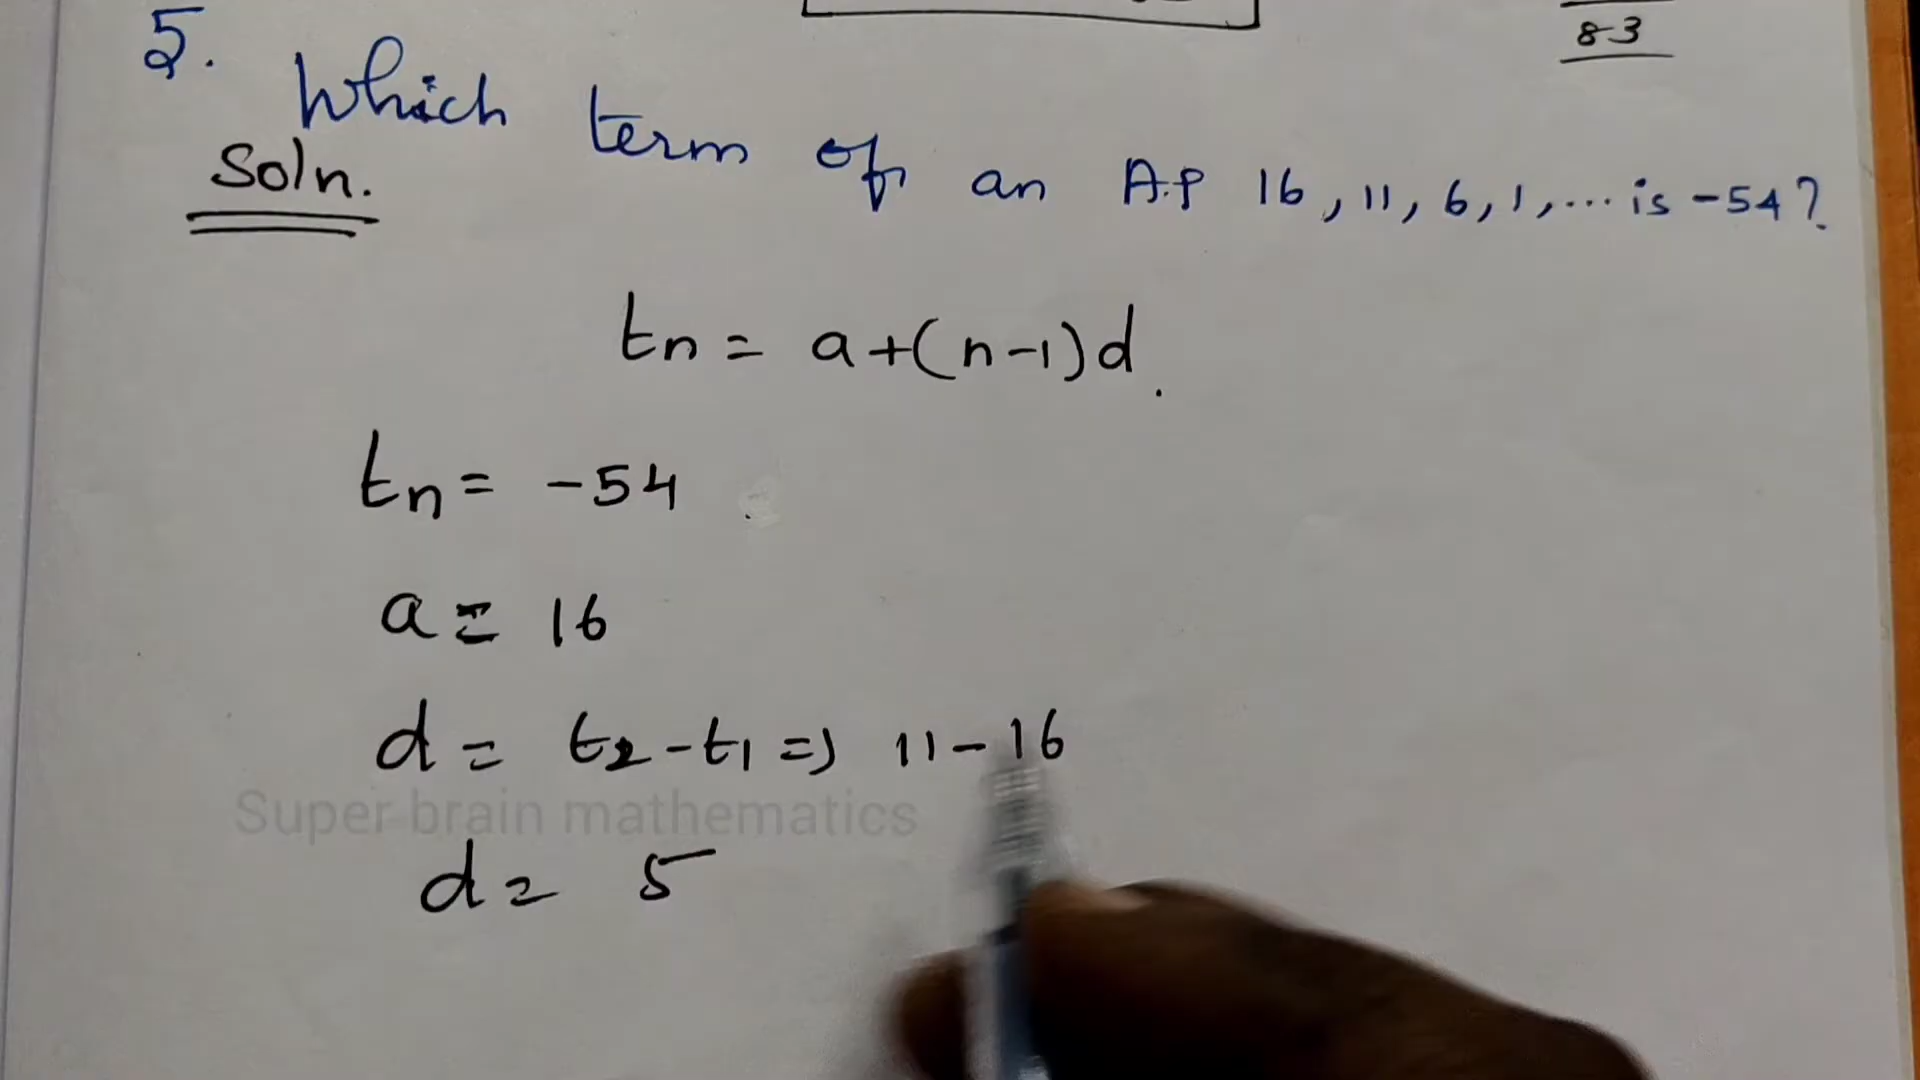 83
5. Which term of an A.P 16, 11, 6, 1, ... is -54?
Soln.
tn = a+(n-1)d.
tn = -54
a = 16
d = t2 - t1 => 11-16
Super brain mathematics
d = 5